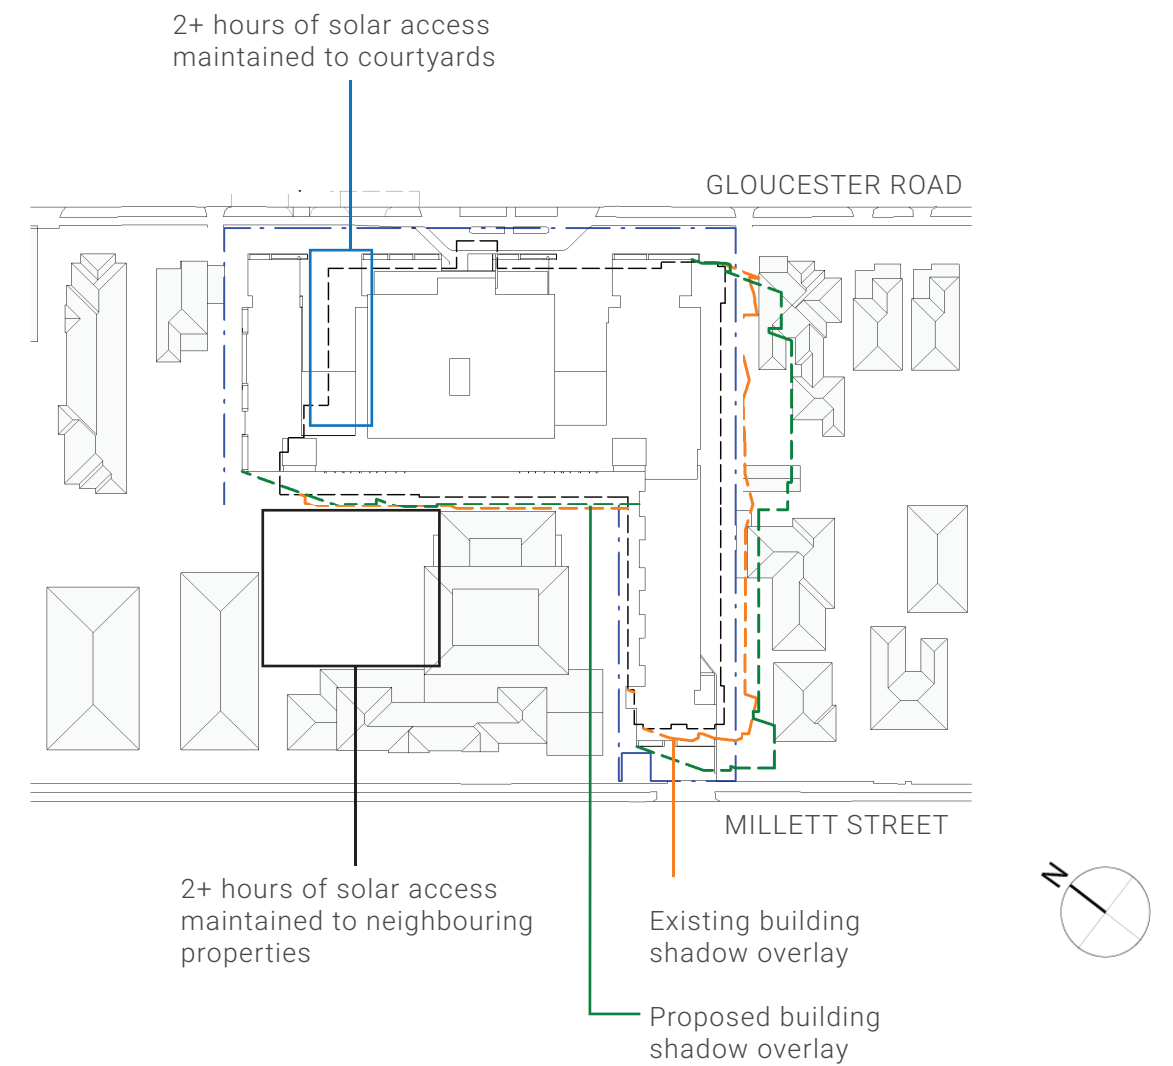 2+ hours of solar access
maintained to courtyards
GLOUCESTER ROAD
MILLETT STREET
N
2+ hours of solar access
maintained to neighbouring
properties
Existing building
shadow overlay
Proposed building
shadow overlay